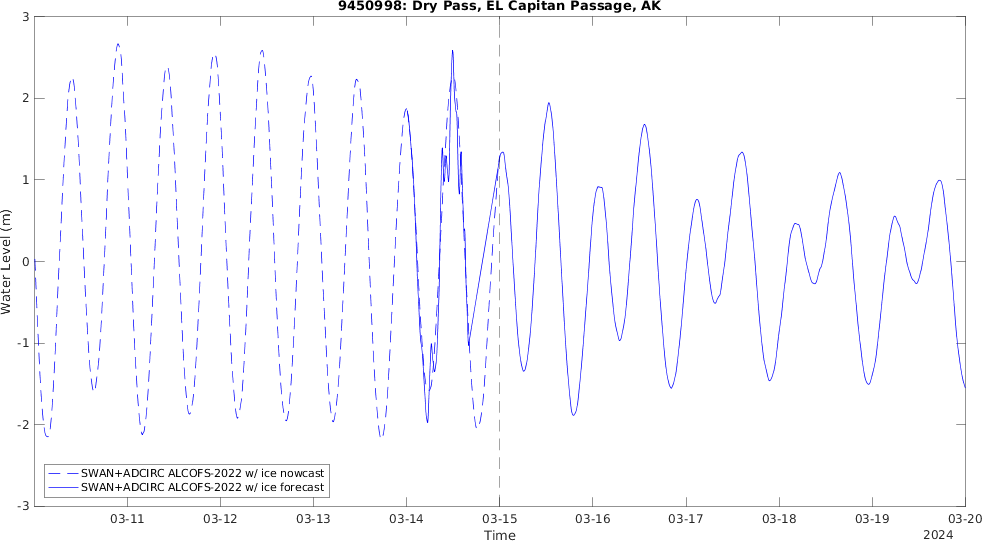 9450998: Dry Pass, EL Capitan Passage, AK
3
2
1
0
-1
-2
-3
Water Level (m)
SWAN+ADCIRC ALCOFS-2022 w/ ice nowcast
SWAN+ADCIRC ALCOFS-2022 w/ ice forecast
03-11 03-12 03-13 03-14 03-15 03-16 03-17 03-18 03-19 03-20
Time
2024